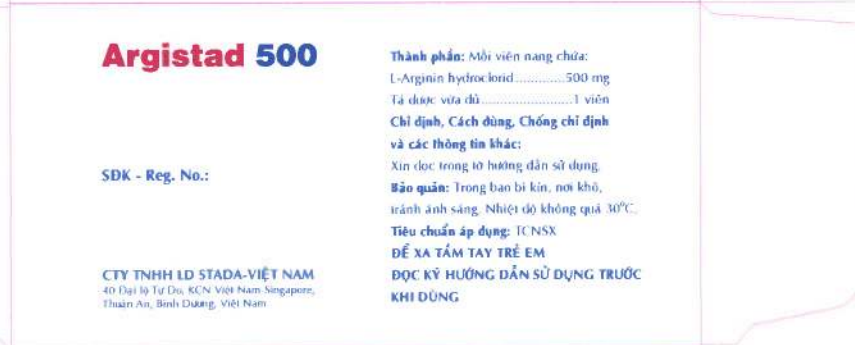 Argistad 500
SĐK - Reg. No.:
CTY TNHH LD STADA-VIỆT NAM
40 Đại lộ Tự Do, KCN Việt Nam-Singapore,
Thuận An, Bình Dương, Việt Nam
Thành phần: Mỗi viên nang chứa:
L-Arginin hydroclorid.............500 mg
Tá dược vừa đủ.......................1 viên
Chỉ định, Cách dùng, Chống chỉ định
và các thông tin khác:
Xin đọc trong tờ hướng dẫn sử dụng.
Bảo quản: Trong bao bì kín, nơi khô,
tránh ánh sáng. Nhiệt độ không quá 30°C.
Tiêu chuẩn áp dụng: TCNSX
ĐỂ XA TẦM TAY TRẺ EM
ĐỌC KỸ HƯỚNG DẪN SỬ DỤNG TRƯỚC
KHI DÙNG